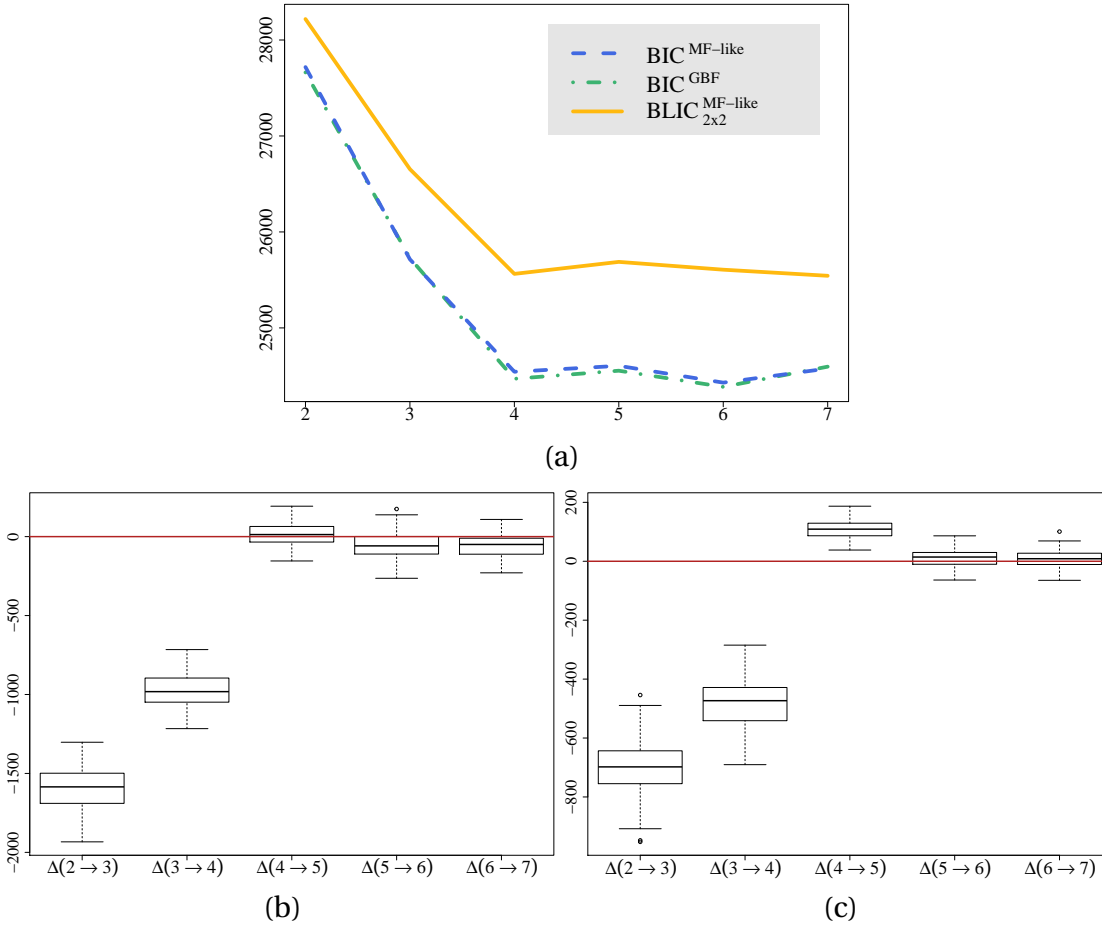 28000
27000
26000
25000
BIC MF−like
BIC GBF
BLIC MF−like 2x2
2 3 4 5 6 7
(a)
0
−500
−1000
−1500
−2000
Δ(2 → 3) Δ(3 → 4) Δ(4 → 5) Δ(5 → 6) Δ(6 → 7)
(b)
200
0
−200
−400
−600
−800
Δ(2 → 3) Δ(3 → 4) Δ(4 → 5) Δ(5 → 6) Δ(6 → 7)
(c)